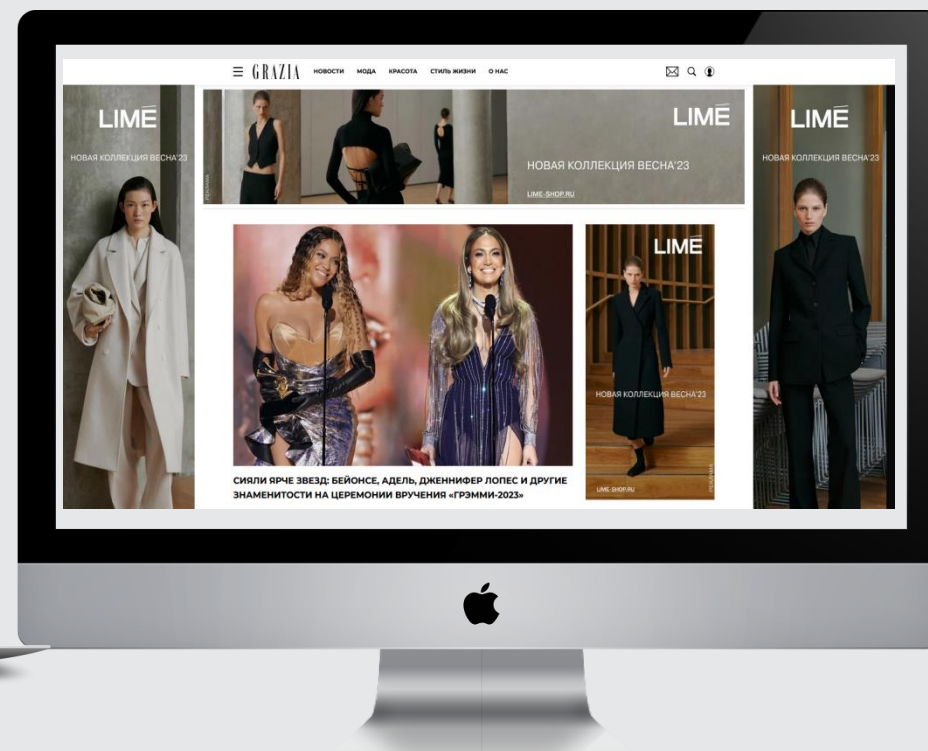 GRAZIA НОВОСТИ МОДА КРАСОТА СТИЛЬ ЖИЗНИ О НАС
LIMÉ
НОВАЯ КОЛЛЕКЦИЯ ВЕСНА'23
LIMÉ
НОВАЯ КОЛЛЕКЦИЯ ВЕСНА'23
LIME-SHOP.RU
РЕКЛАМА
LIMÉ
НОВАЯ КОЛЛЕКЦИЯ ВЕСНА'23
LIMÉ
НОВАЯ КОЛЛЕКЦИЯ ВЕСНА'23
LIME-SHOP.RU
РЕКЛАМА
СИЯЛИ ЯРЧЕ ЗВЕЗД: БЕЙОНСЕ, АДЕЛЬ, ДЖЕННИФЕР ЛОПЕС И ДРУГИЕ
ЗНАМЕНИТОСТИ НА ЦЕРЕМОНИИ ВРУЧЕНИЯ «ГРЭММИ-2023»